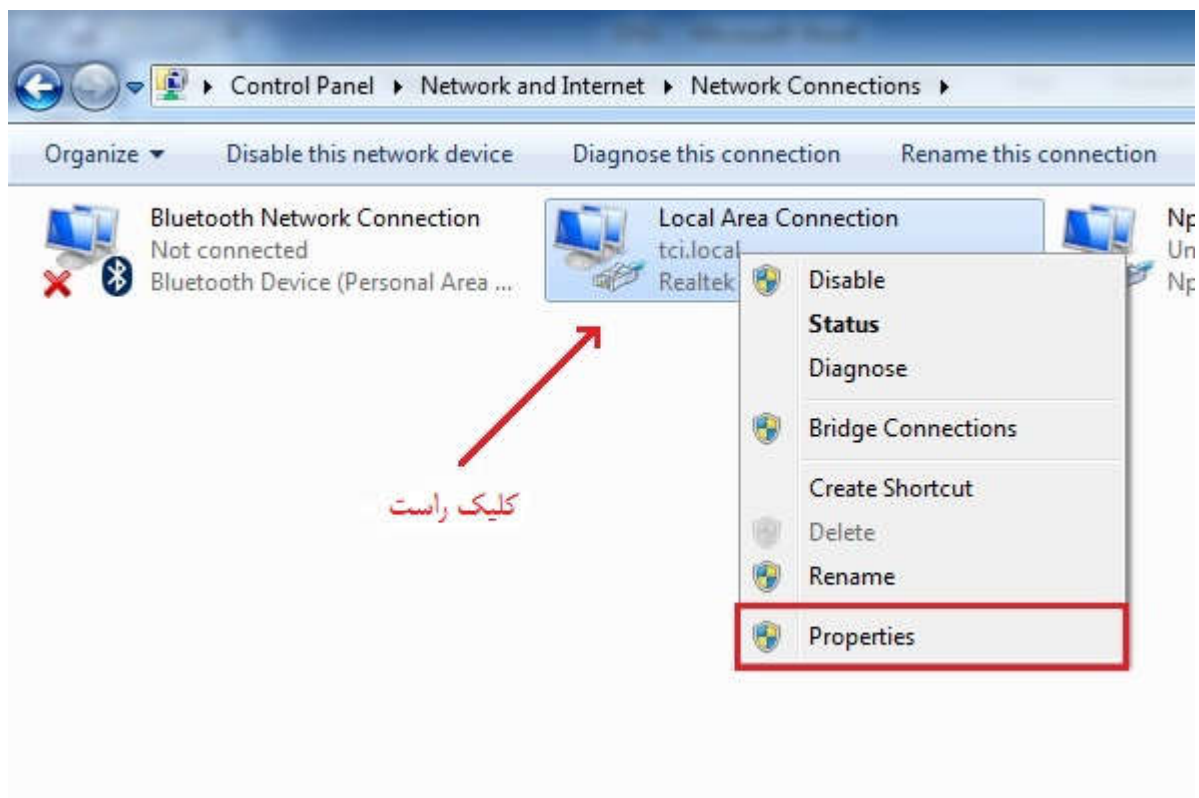 Control Panel Network and Internet Network Connections
Organize Disable this network device Diagnose this connection Rename this connection
Bluetooth Network Connection
Not connected
Bluetooth Device (Personal Area ...
Local Area Connection
tci.local
Realtek
Disable
Status
Diagnose
Bridge Connections
Create Shortcut
Delete
Rename
Properties
کلیک راست